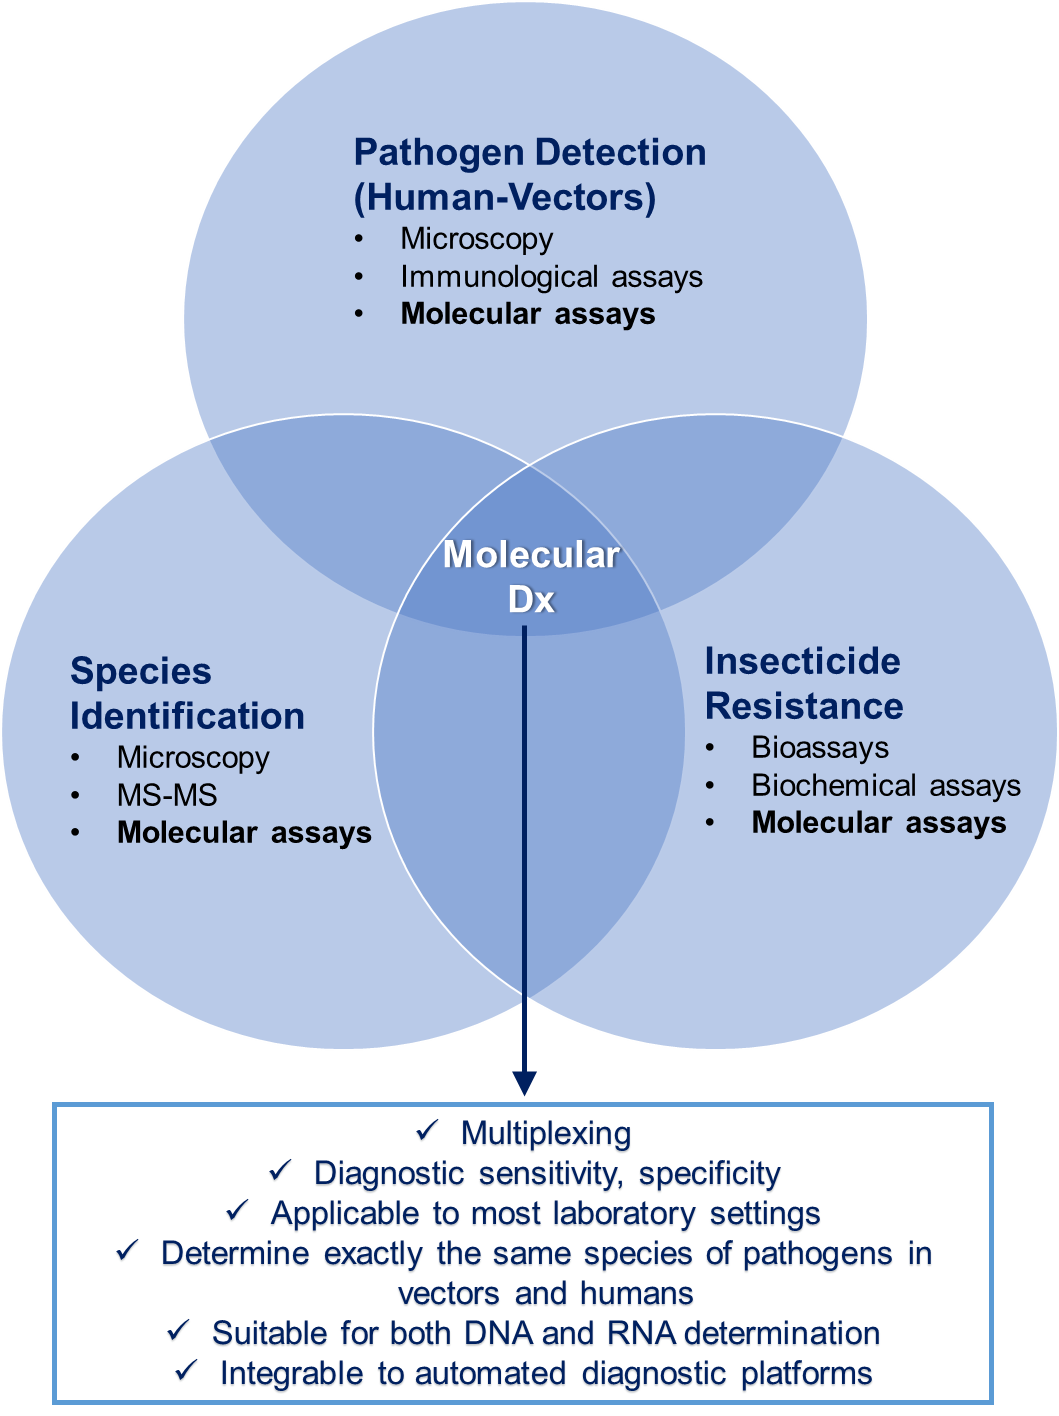 Pathogen Detection
(Human-Vectors)
• Microscopy
• Immunological assays
• Molecular assays
Molecular
Dx
Species
Identification
• Microscopy
• MS-MS
• Molecular assays
Insecticide
Resistance
• Bioassays
• Biochemical assays
• Molecular assays
✓ Multiplexing
✓ Diagnostic sensitivity, specificity
✓ Applicable to most laboratory settings
✓ Determine exactly the same species of pathogens in
vectors and humans
✓ Suitable for both DNA and RNA determination
✓ Integrable to automated diagnostic platforms